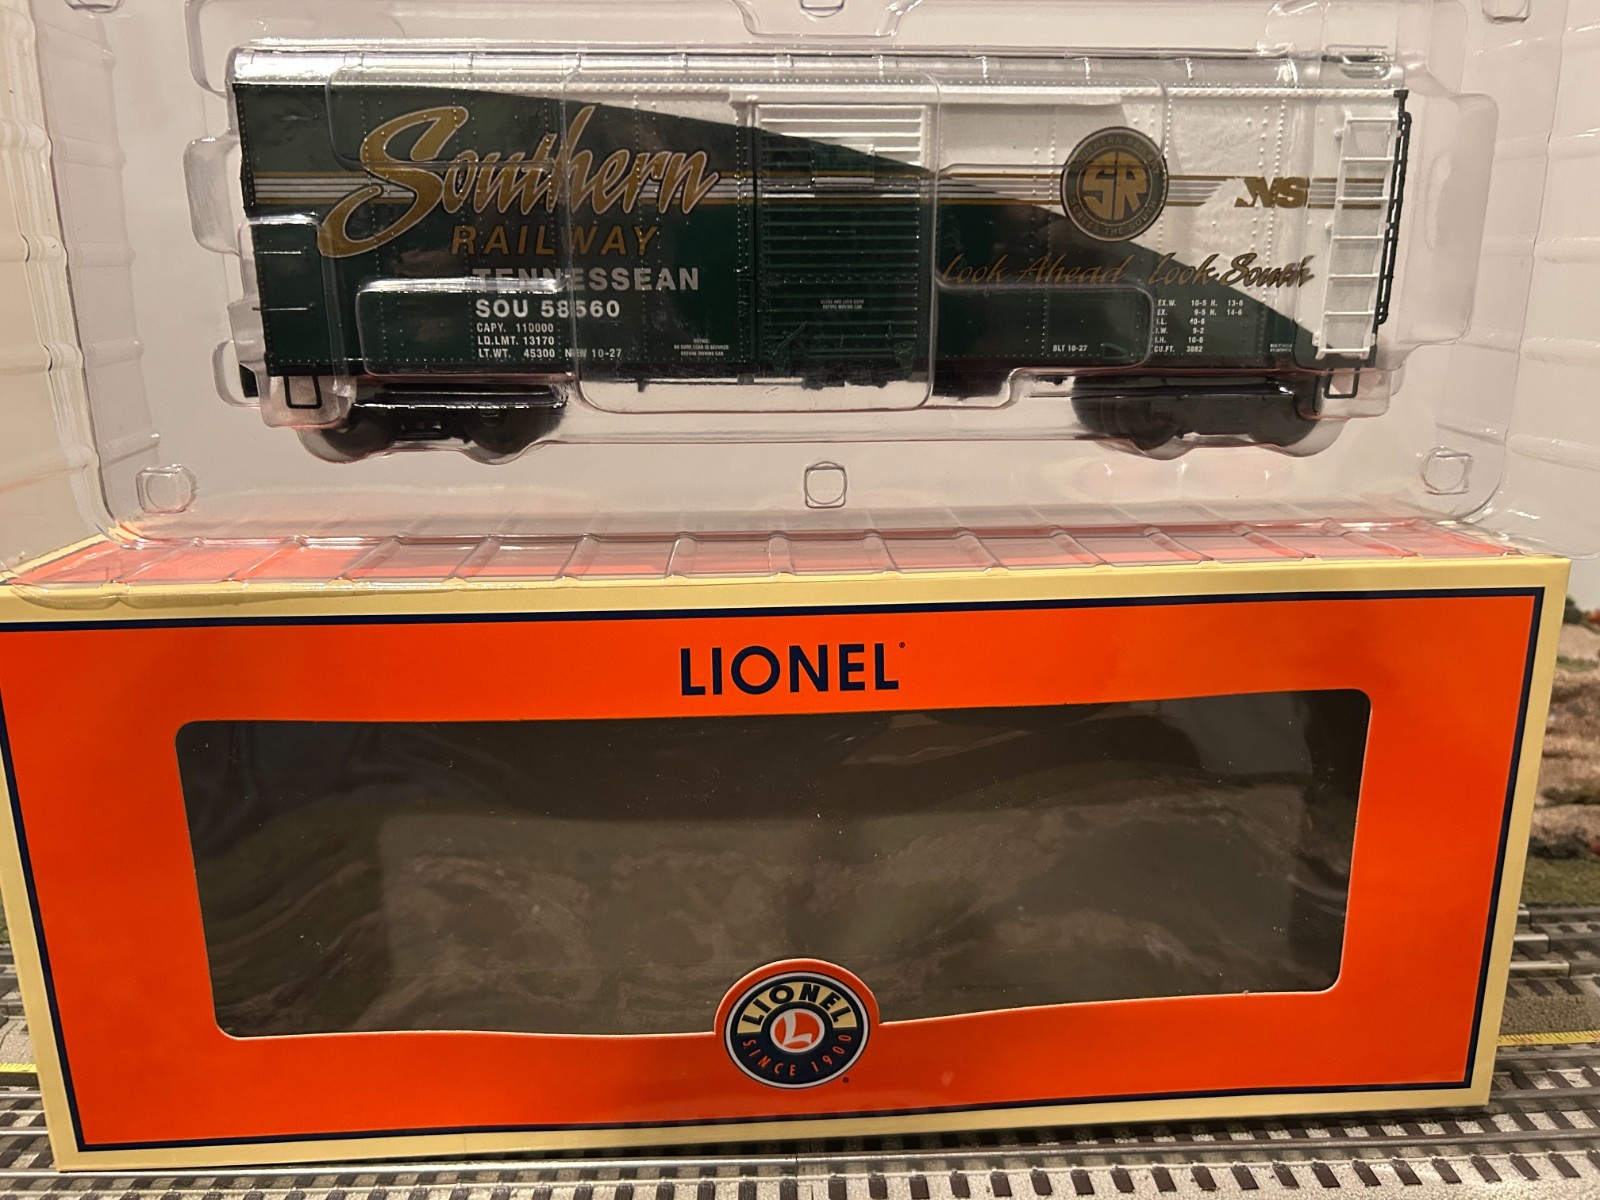 Southern
RAILWAY
TENNESSEAN
SOU 58560
CAPY. 110000
LD.LMT. 13170
LT.WT. 45300 NEW 10-27
SR
NS
Look Ahead Look South
EX.W. 10-5 H. 13-6
EX. 9-5 H. 14-6
I.L. 40-6
I.W. 9-2
I.H. 10-6
CU.FT. 3882
BLT 10-27
LIONEL
LIONEL
L
SINCE 1900